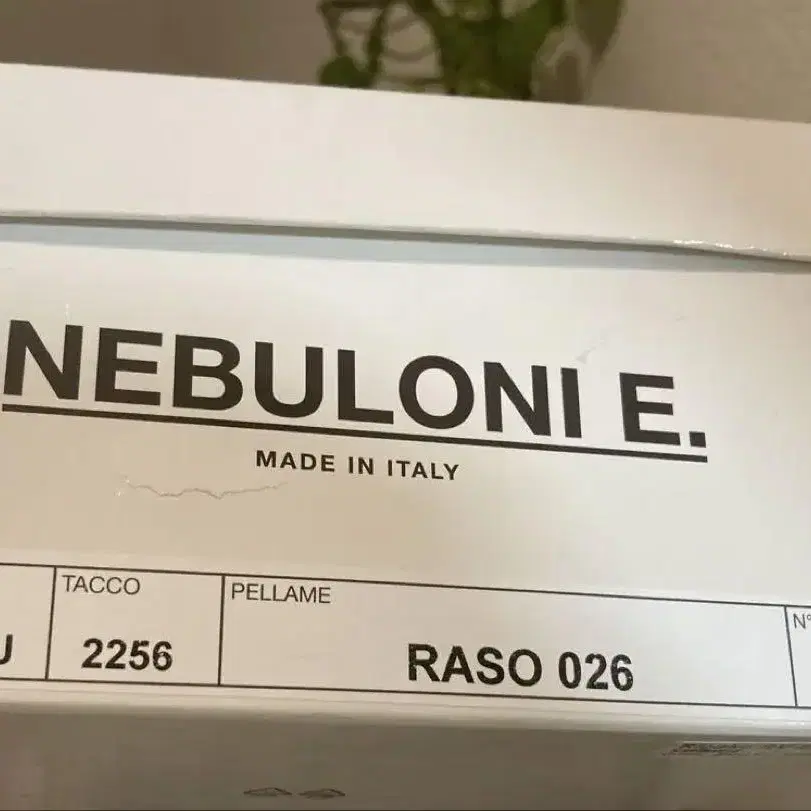 NEBULONI E.
MADE IN ITALY
TACCO PELLAME N°
2256 RASO 026